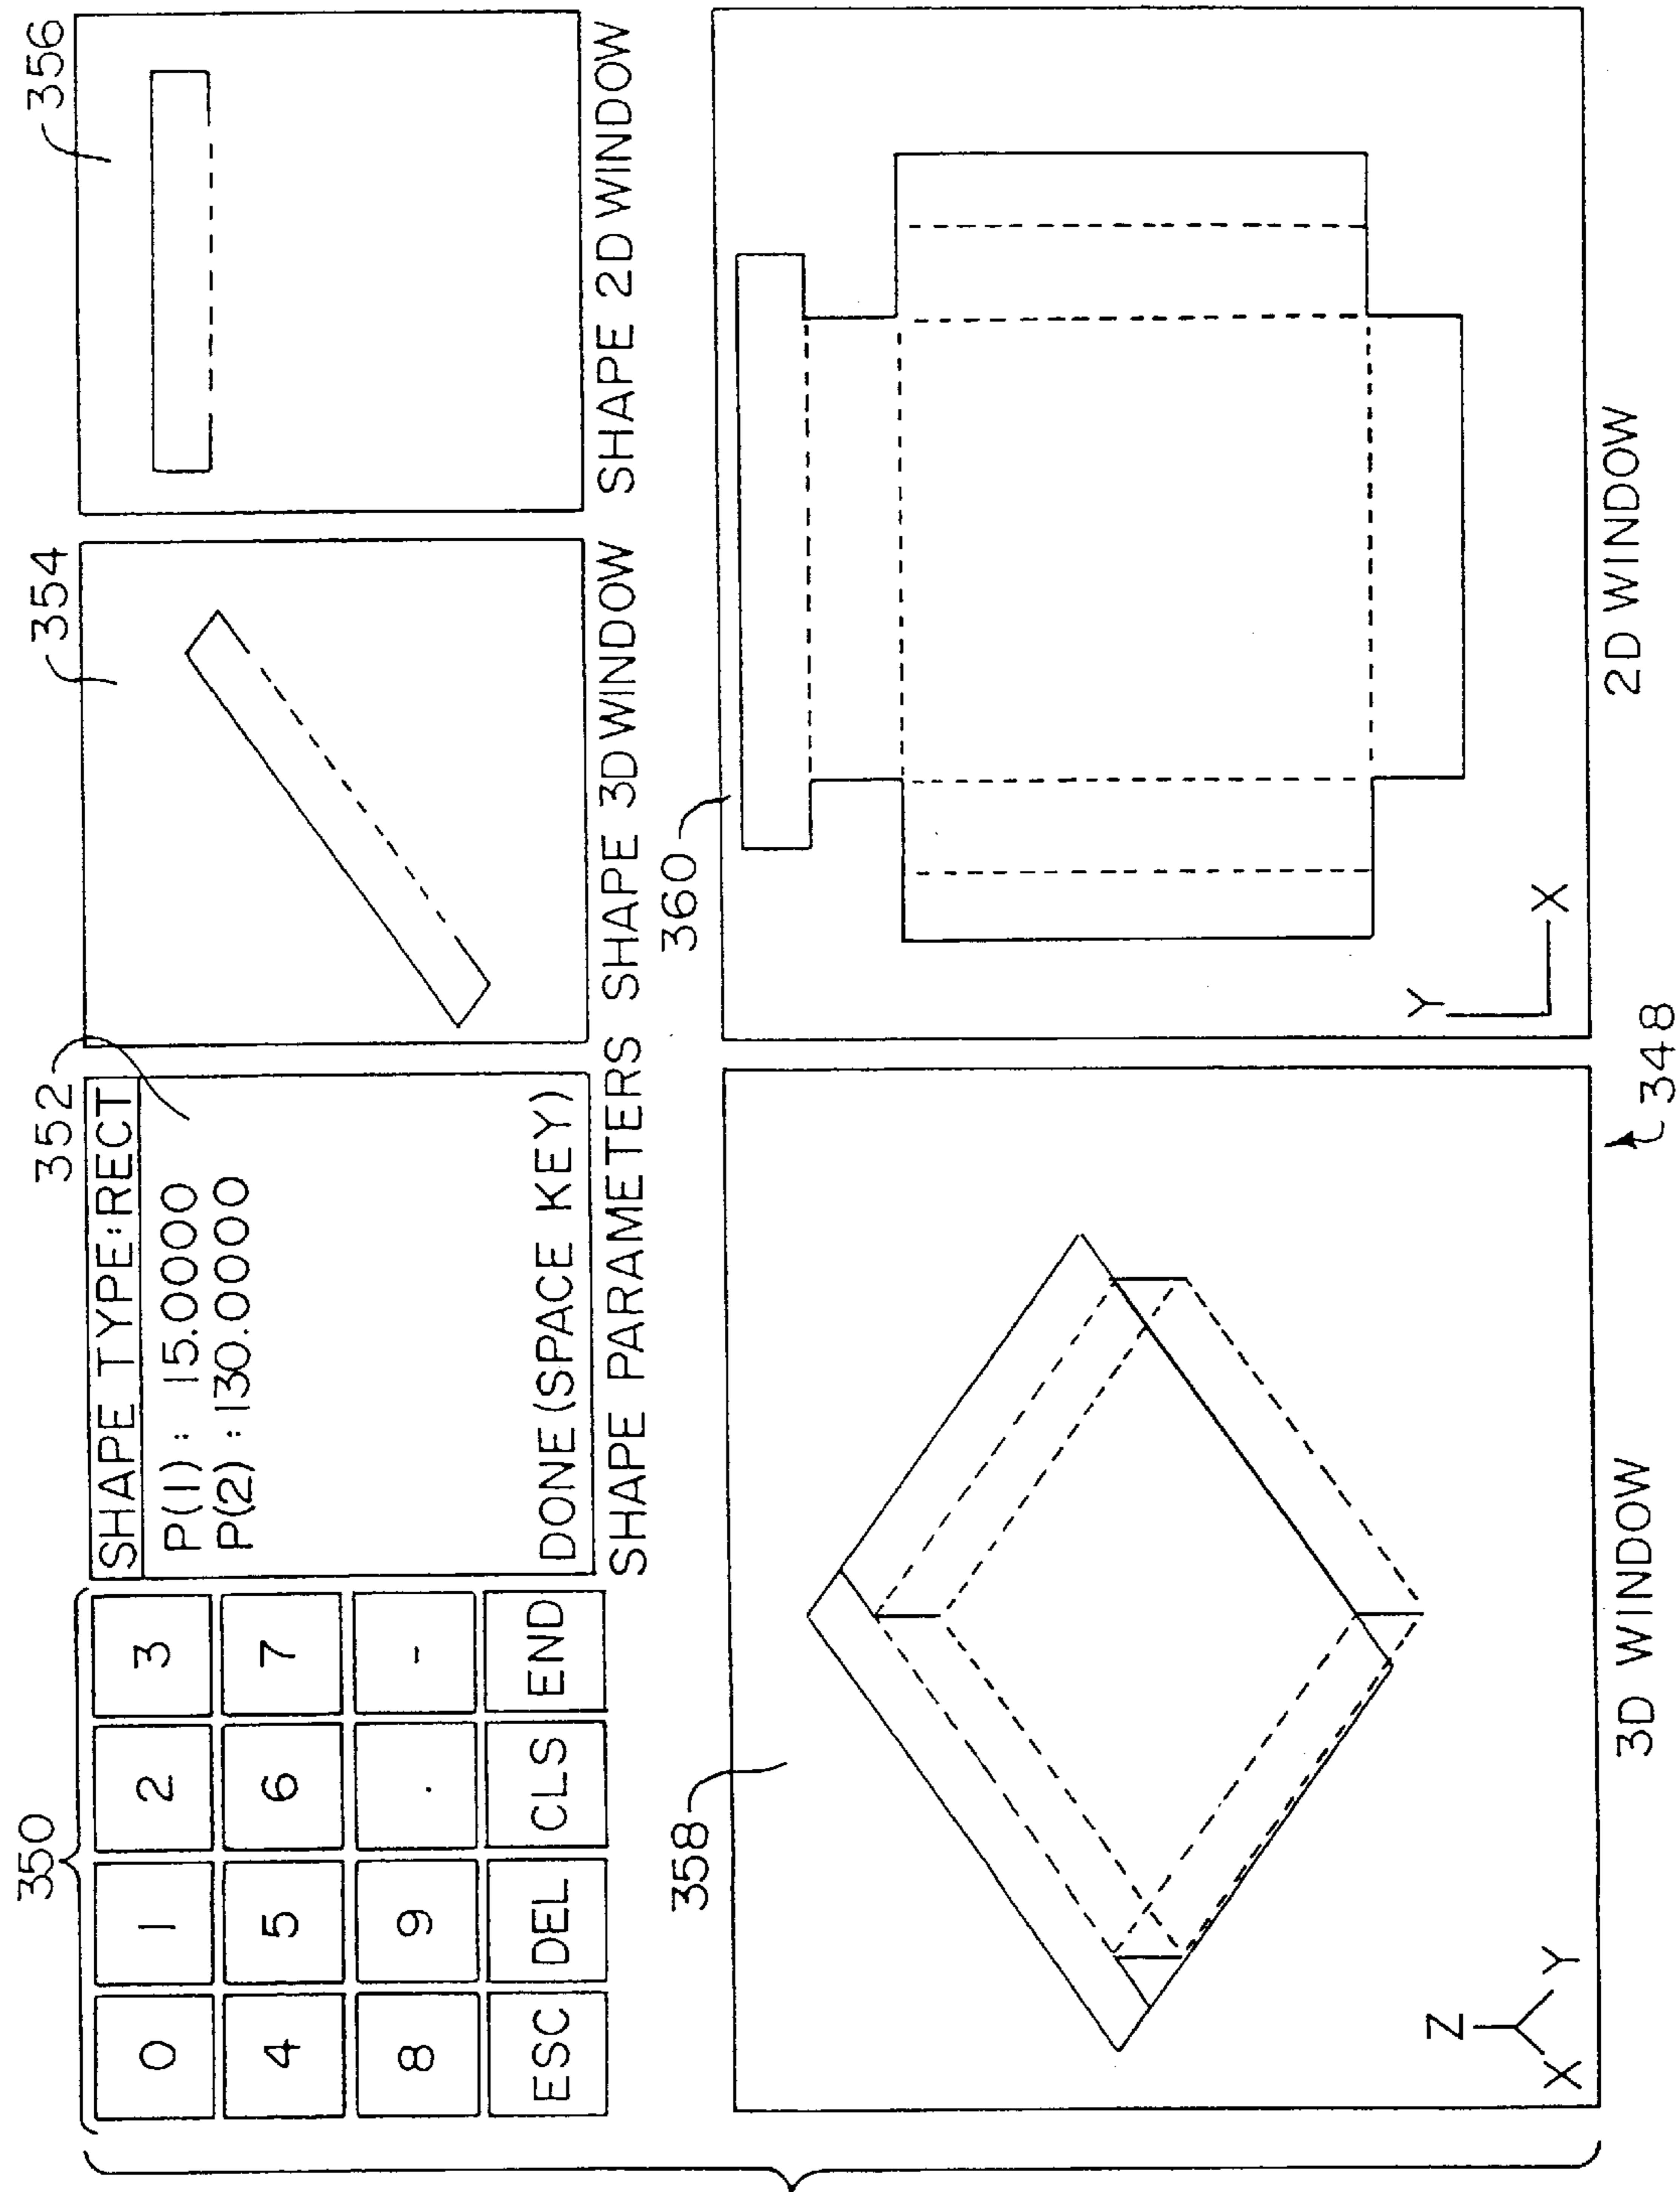 350
0 1 2 3
4 5 6 7
8 9 . -
ESC DEL CLS END
352
SHAPE TYPE:RECT
P(1) : 15.0000
P(2) : 130.0000
DONE (SPACE KEY)
SHAPE PARAMETERS
354
SHAPE 3D WINDOW
356
SHAPE 2D WINDOW
358
Z
X Y
3D WINDOW
360
Y
X
2D WINDOW
348